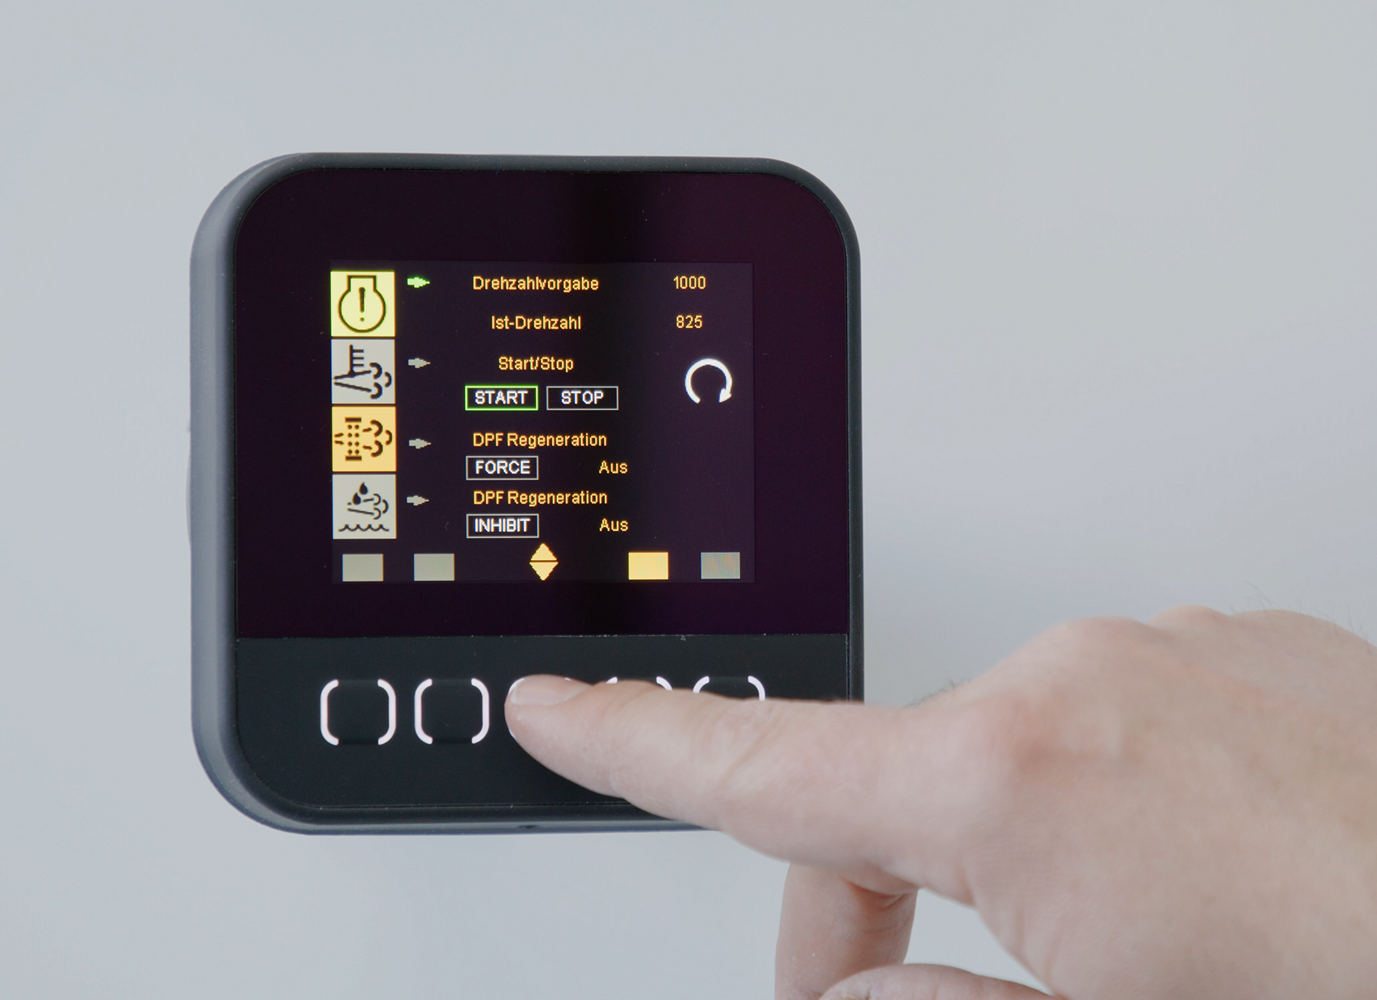 Drehzahlvorgabe 1000
Ist-Drehzahl 825
Start/Stop
START STOP
DPF Regeneration
FORCE Aus
DPF Regeneration
INHIBIT Aus